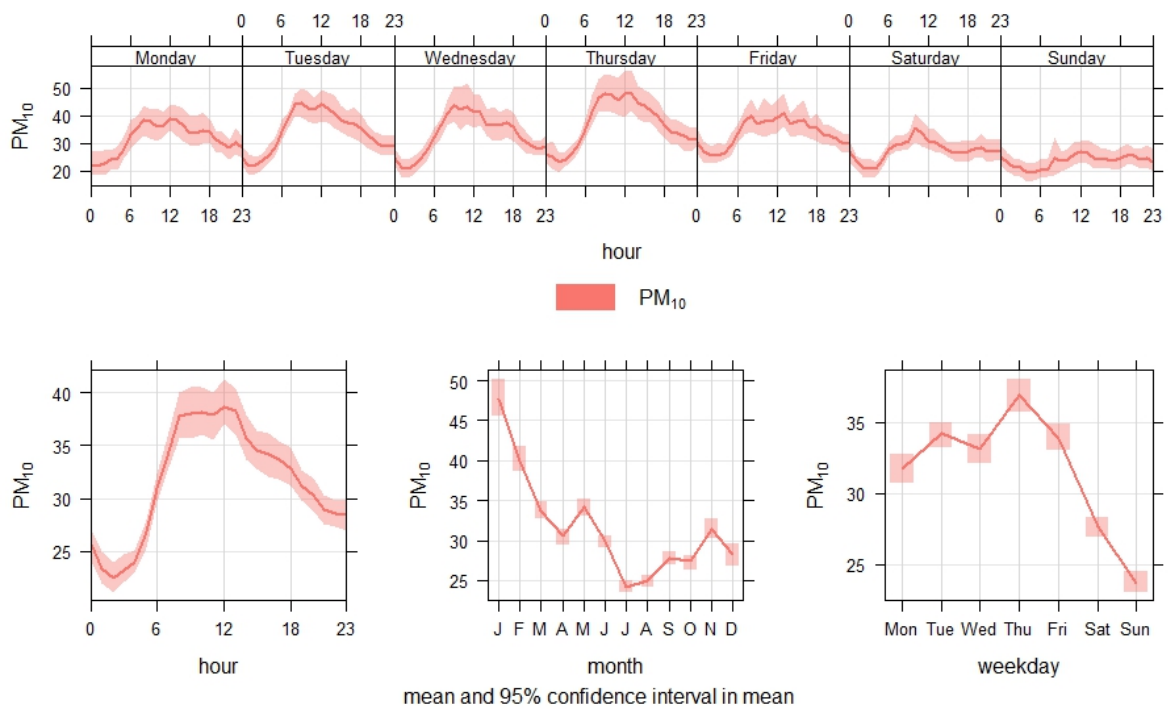 0 6 12 18 23 0 6 12 18 23 0 6 12 18 23
Monday Tuesday Wednesday Thursday Friday Saturday Sunday
PM10
50
40
30
20
0 6 12 18 23 0 6 12 18 23 0 6 12 18 23 0 6 12 18 23
hour
PM10
PM10
40
35
30
25
0 6 12 18 23
hour
PM10
50
45
40
35
30
25
J F M A M J J A S O N D
month
PM10
35
30
25
Mon Tue Wed Thu Fri Sat Sun
weekday
mean and 95% confidence interval in mean